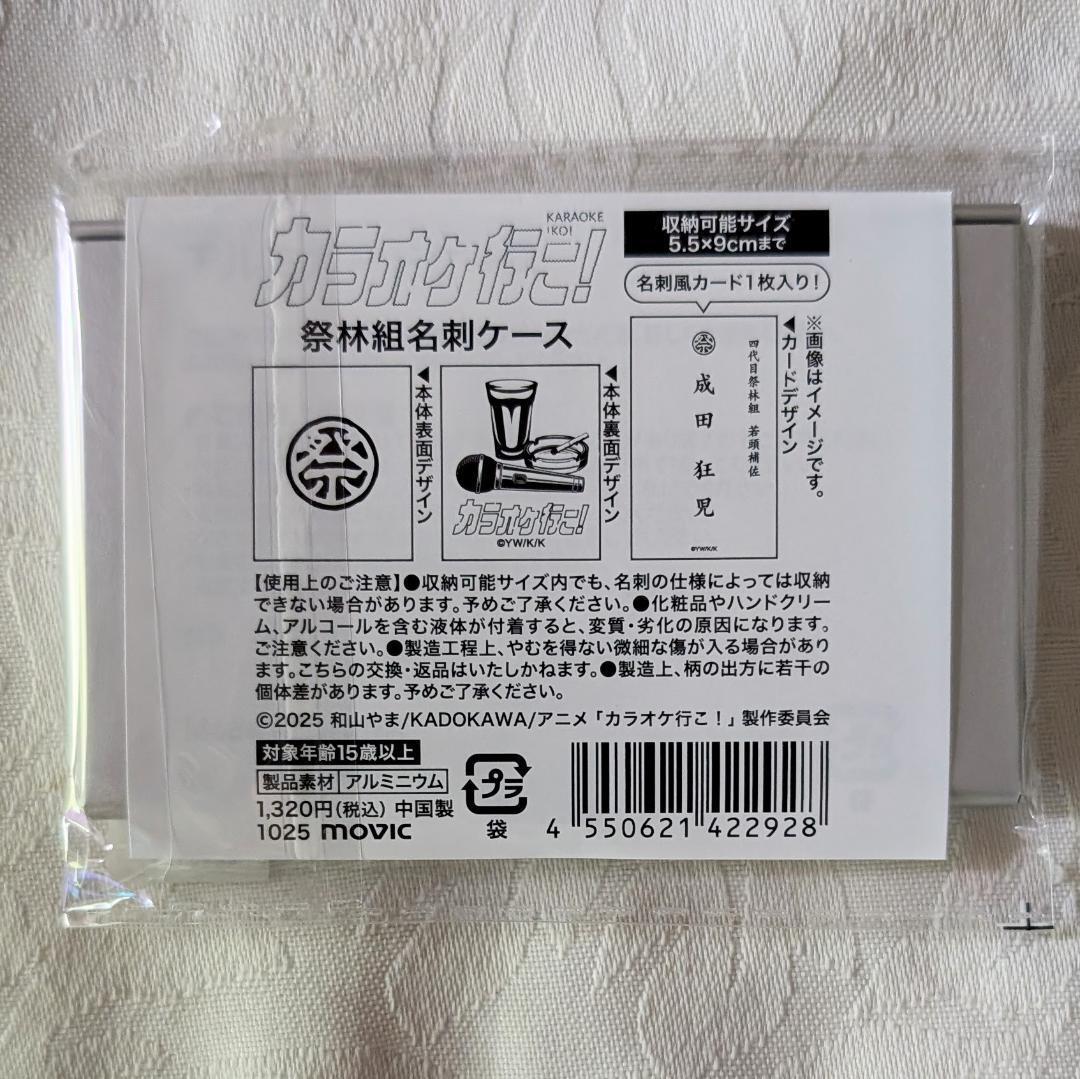 カラオケ行こ!
KARAOKE
IKO!
祭林組名刺ケース
収納可能サイズ
5.5×9cmまで
名刺風カード1枚入り!
※画像はイメージです。
◀カードデザイン
四代目祭林組 若頭補佐
成田 狂児
©YW/K/K
◀本体表面デザイン
祭
◀本体裏面デザイン
カラオケ行こ!
©YW/K/K
【使用上のご注意】●収納可能サイズ内でも、名刺の仕様によっては収納
できない場合があります。予めご了承ください。●化粧品やハンドクリー
ム、アルコールを含む液体が付着すると、変質・劣化の原因になります。
ご注意ください。●製造工程上、やむを得ない微細な傷が入る場合があり
ます。こちらの交換・返品はいたしかねます。●製造上、柄の出方に若干の
個体差があります。予めご了承ください。
©2025 和山やま/KADOKAWA/アニメ「カラオケ行こ!」製作委員会
対象年齢15歳以上
製品素材 アルミニウム
1,320円(税込) 中国製
1025 movic
プラ
袋
4 550621 422928